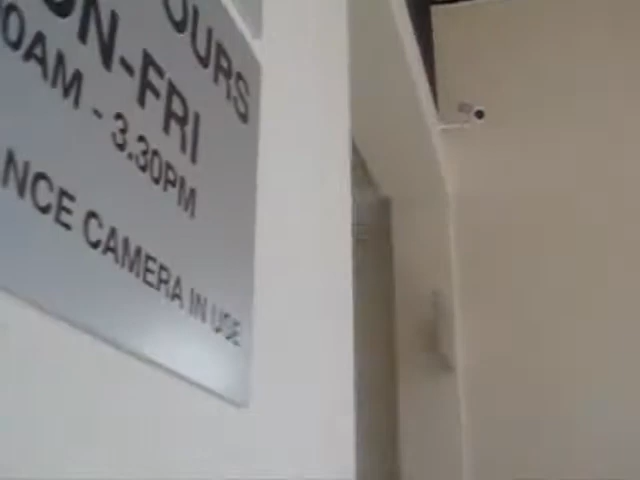 OURS
ON-FRI
0AM - 3.30PM
NCE CAMERA IN USE